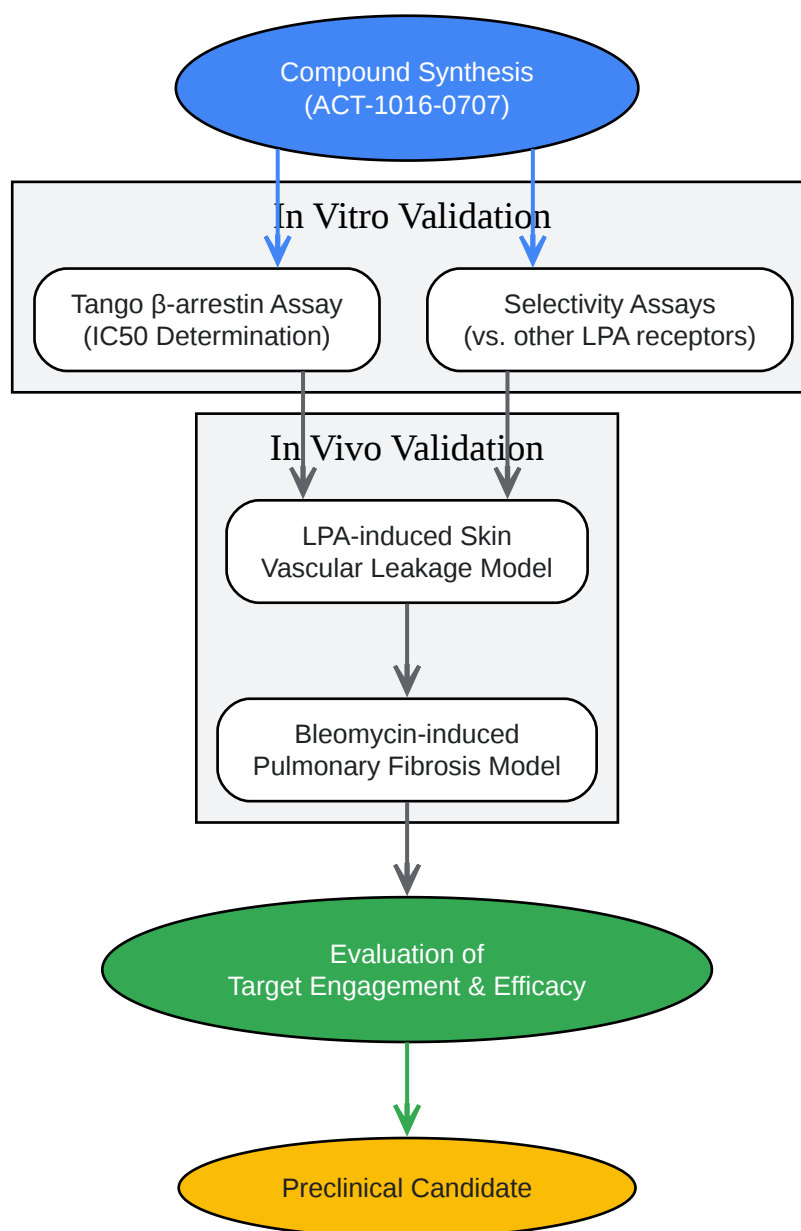 Compound Synthesis
(ACT-1016-0707)
In Vitro Validation
Tango β-arrestin Assay
(IC50 Determination)
Selectivity Assays
(vs. other LPA receptors)
In Vivo Validation
LPA-induced Skin
Vascular Leakage Model
Bleomycin-induced
Pulmonary Fibrosis Model
Evaluation of
Target Engagement & Efficacy
Preclinical Candidate